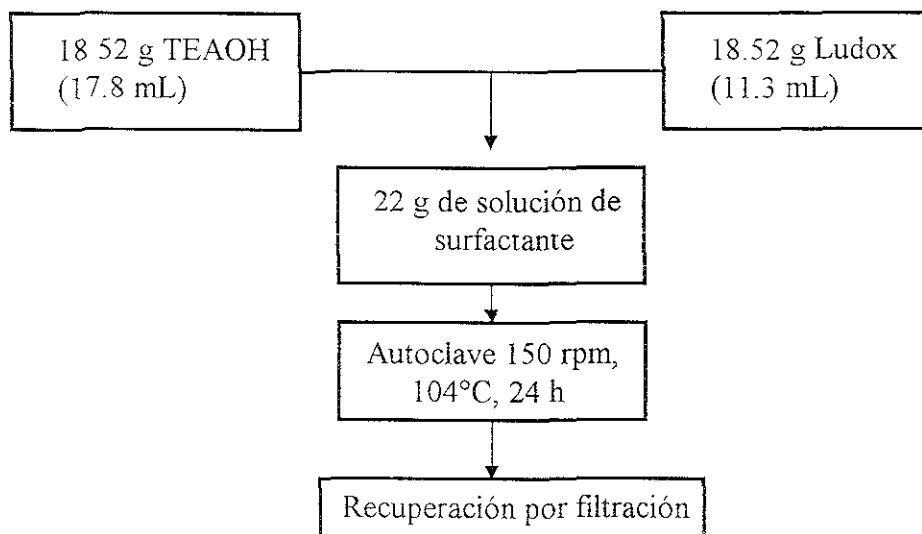 18 52 g TEAOH
(17.8 mL)
18.52 g Ludox
(11.3 mL)
22 g de solución de
surfactante
Autoclave 150 rpm,
104°C, 24 h
Recuperación por filtración